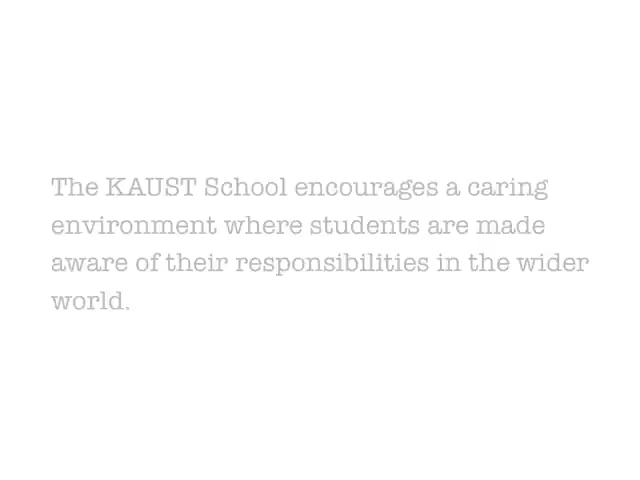 The KAUST School encourages a caring
environment where students are made
aware of their responsibilities in the wider
world.